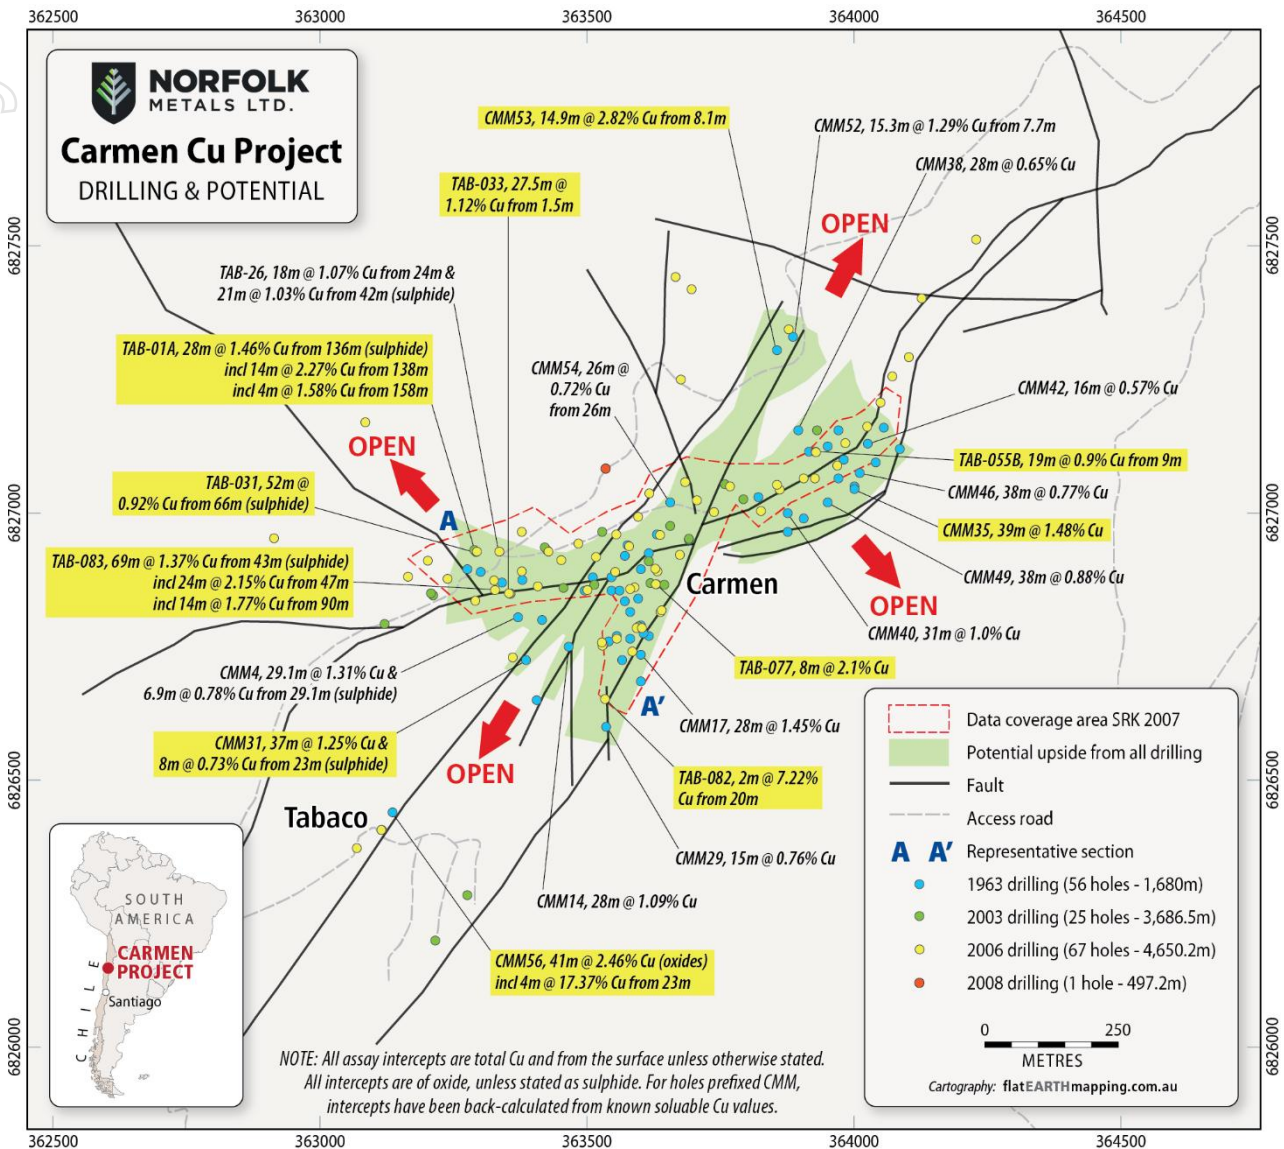 362500
363000
363500
364000
364500
NORFOLK
METALS LTD.
Carmen Cu Project
DRILLING & POTENTIAL
CMM53, 14.9m @ 2.82% Cu from 8.1m
CMM52, 15.3m @ 1.29% Cu from 7.7m
CMM38, 28m @ 0.65% Cu
TAB-033, 27.5m @
1.12% Cu from 1.5m
OPEN
6827500
6827500
TAB-26, 18m @ 1.07% Cu from 24m &
21m @ 1.03% Cu from 42m (sulphide)
TAB-01A, 28m @ 1.46% Cu from 136m (sulphide)
incl 14m @ 2.27% Cu from 138m
incl 4m @ 1.58% Cu from 158m
CMM54, 26m @
0.72% Cu
from 26m
CMM42, 16m @ 0.57% Cu
OPEN
TAB-055B, 19m @ 0.9% Cu from 9m
TAB-031, 52m @
0.92% Cu from 66m (sulphide)
CMM46, 38m @ 0.77% Cu
6827000
6827000
A
CMM35, 39m @ 1.48% Cu
TAB-083, 69m @ 1.37% Cu from 43m (sulphide)
incl 24m @ 2.15% Cu from 47m
incl 14m @ 1.77% Cu from 90m
Carmen
CMM49, 38m @ 0.88% Cu
OPEN
CMM40, 31m @ 1.0% Cu
CMM4, 29.1m @ 1.31% Cu &
6.9m @ 0.78% Cu from 29.1m (sulphide)
TAB-077, 8m @ 2.1% Cu
A'
CMM17, 28m @ 1.45% Cu
CMM31, 37m @ 1.25% Cu &
8m @ 0.73% Cu from 23m (sulphide)
OPEN
TAB-082, 2m @ 7.22%
Cu from 20m
6826500
6826500
Tabaco
CMM29, 15m @ 0.76% Cu
CMM14, 28m @ 1.09% Cu
CMM56, 41m @ 2.46% Cu (oxides)
incl 4m @ 17.37% Cu from 23m
Data coverage area SRK 2007
Potential upside from all drilling
Fault
Access road
A A' Representative section
1963 drilling (56 holes - 1,680m)
2003 drilling (25 holes - 3,686.5m)
2006 drilling (67 holes - 4,650.2m)
2008 drilling (1 hole - 497.2m)
0 250
METRES
Cartography: flatEARTHmapping.com.au
SOUTH
AMERICA
CARMEN
PROJECT
Santiago
CHILE
6826000
6826000
NOTE: All assay intercepts are total Cu and from the surface unless otherwise stated.
All intercepts are of oxide, unless stated as sulphide. For holes prefixed CMM,
intercepts have been back-calculated from known soluable Cu values.
362500
363000
363500
364000
364500